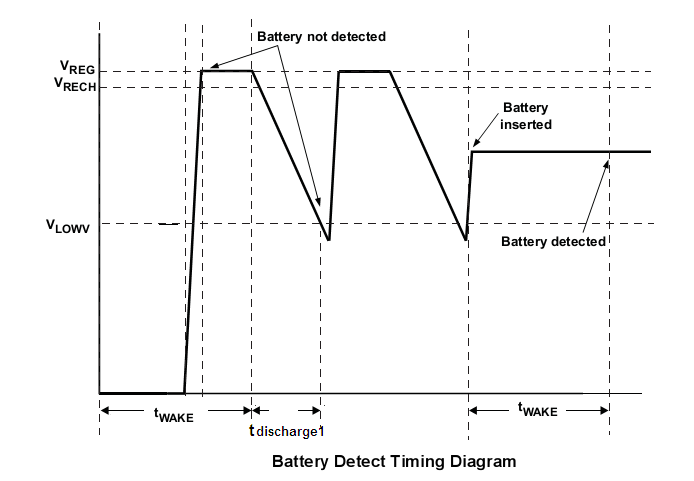 Battery not detected
VREG
VRECH
Battery
inserted
VLOWV
Battery detected
tWAKE
tWAKE
tdischarge1
Battery Detect Timing Diagram